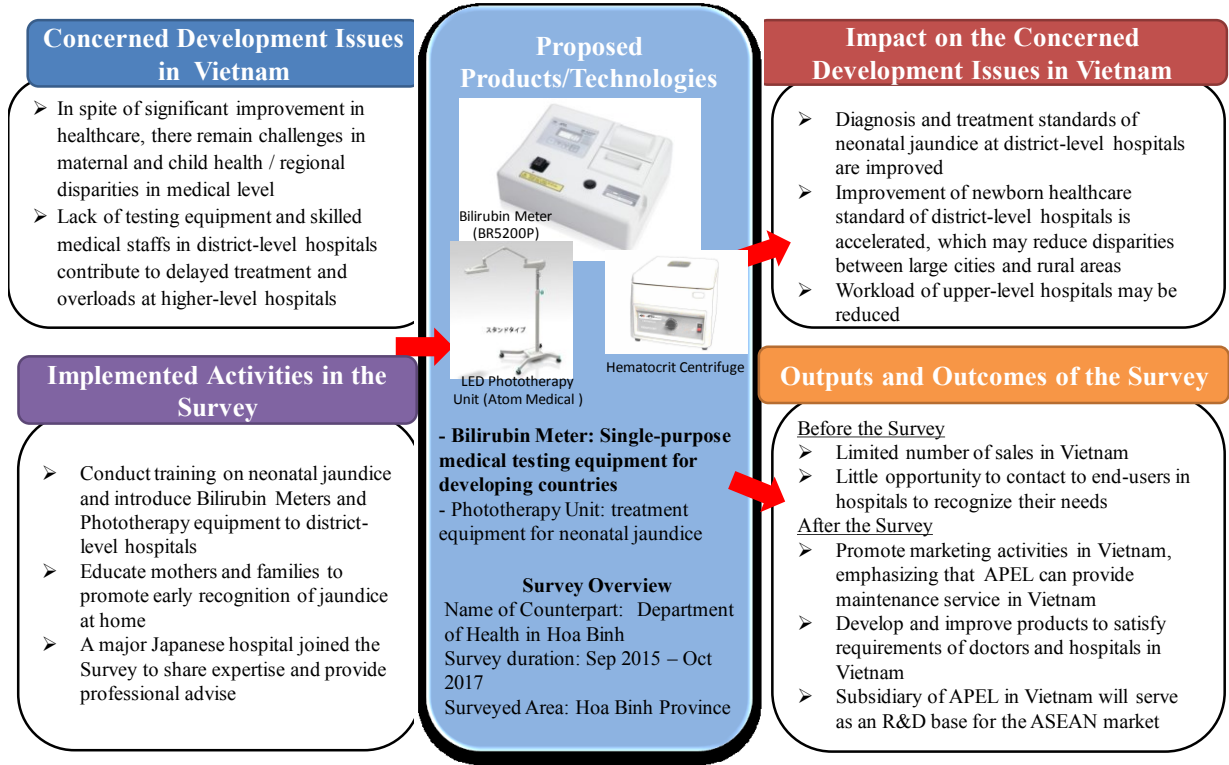 Concerned Development Issues
in Vietnam
➢ In spite of significant improvement in
healthcare, there remain challenges in
maternal and child health / regional
disparities in medical level
➢ Lack of testing equipment and skilled
medical staffs in district-level hospitals
contribute to delayed treatment and
overloads at higher-level hospitals
Implemented Activities in the
Survey
➢ Conduct training on neonatal jaundice
and introduce Bilirubin Meters and
Phototherapy equipment to district-
level hospitals
➢ Educate mothers and families to
promote early recognition of jaundice
at home
➢ A major Japanese hospital joined the
Survey to share expertise and provide
professional advise
Proposed
Products/Technologies
Bilirubin Meter
(BR5200P)
スタンドタイプ
LED Phototherapy
Unit (Atom Medical )
Hematocrit Centrifuge
- Bilirubin Meter: Single-purpose
medical testing equipment for
developing countries
- Phototherapy Unit: treatment
equipment for neonatal jaundice
Survey Overview
Name of Counterpart: Department
of Health in Hoa Binh
Survey duration: Sep 2015 – Oct
2017
Surveyed Area: Hoa Binh Province
Impact on the Concerned
Development Issues in Vietnam
➢ Diagnosis and treatment standards of
neonatal jaundice at district-level hospitals
are improved
➢ Improvement of newborn healthcare
standard of district-level hospitals is
accelerated, which may reduce disparities
between large cities and rural areas
➢ Workload of upper-level hospitals may be
reduced
Outputs and Outcomes of the Survey
Before the Survey
➢ Limited number of sales in Vietnam
➢ Little opportunity to contact to end-users in
hospitals to recognize their needs
After the Survey
➢ Promote marketing activities in Vietnam,
emphasizing that APEL can provide
maintenance service in Vietnam
➢ Develop and improve products to satisfy
requirements of doctors and hospitals in
Vietnam
➢ Subsidiary of APEL in Vietnam will serve
as an R&D base for the ASEAN market